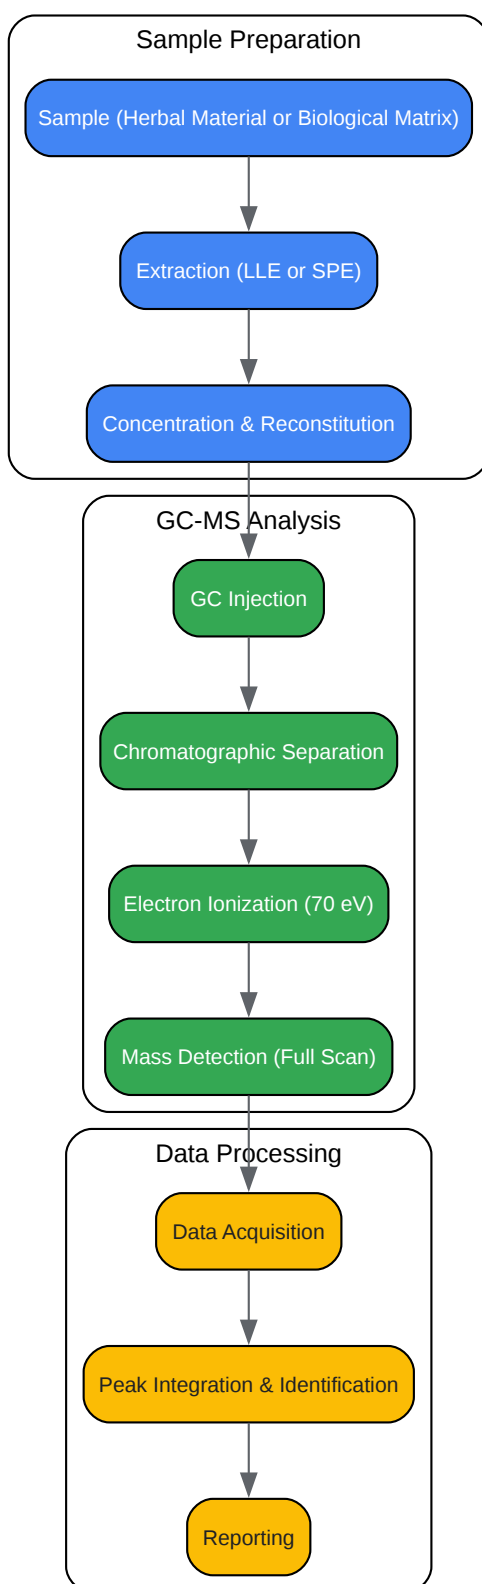 Sample Preparation
Sample (Herbal Material or Biological Matrix)
Extraction (LLE or SPE)
Concentration & Reconstitution
GC-MS Analysis
GC Injection
Chromatographic Separation
Electron Ionization (70 eV)
Mass Detection (Full Scan)
Data Processing
Data Acquisition
Peak Integration & Identification
Reporting